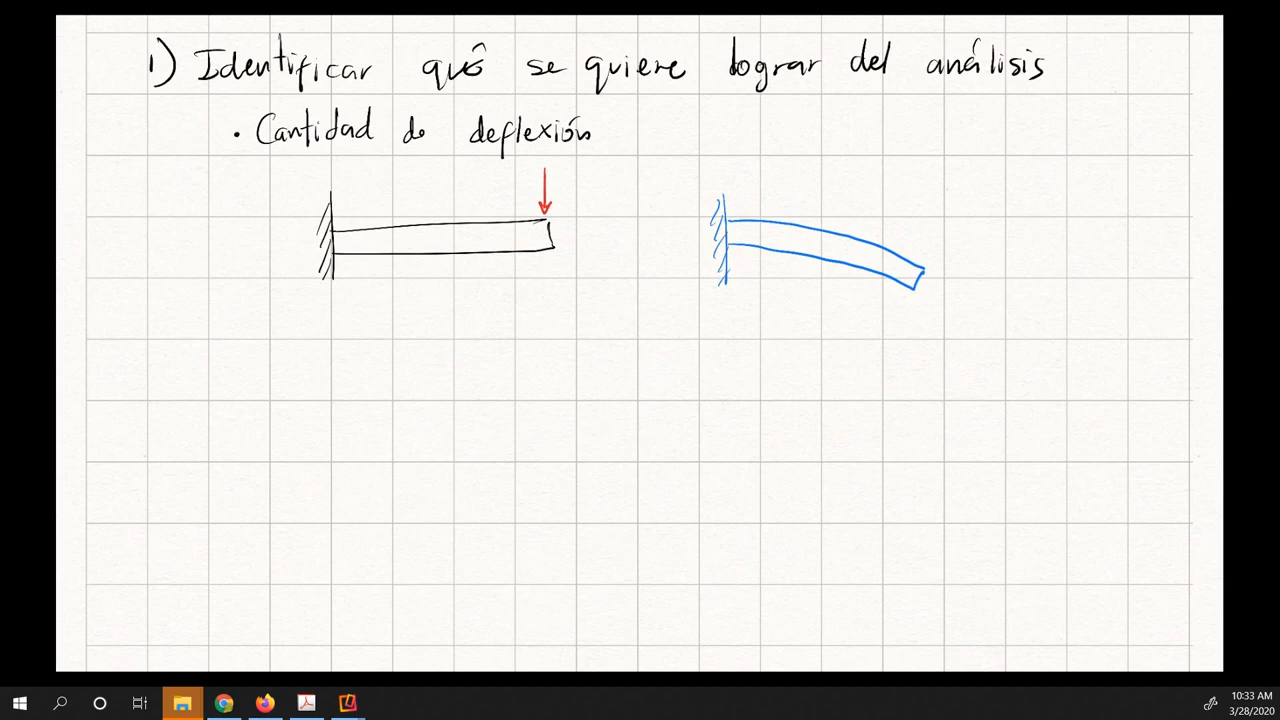 1) Identificar qué se quiere lograr del análisis
• Cantidad de deflexión
10:33 AM
3/28/2020